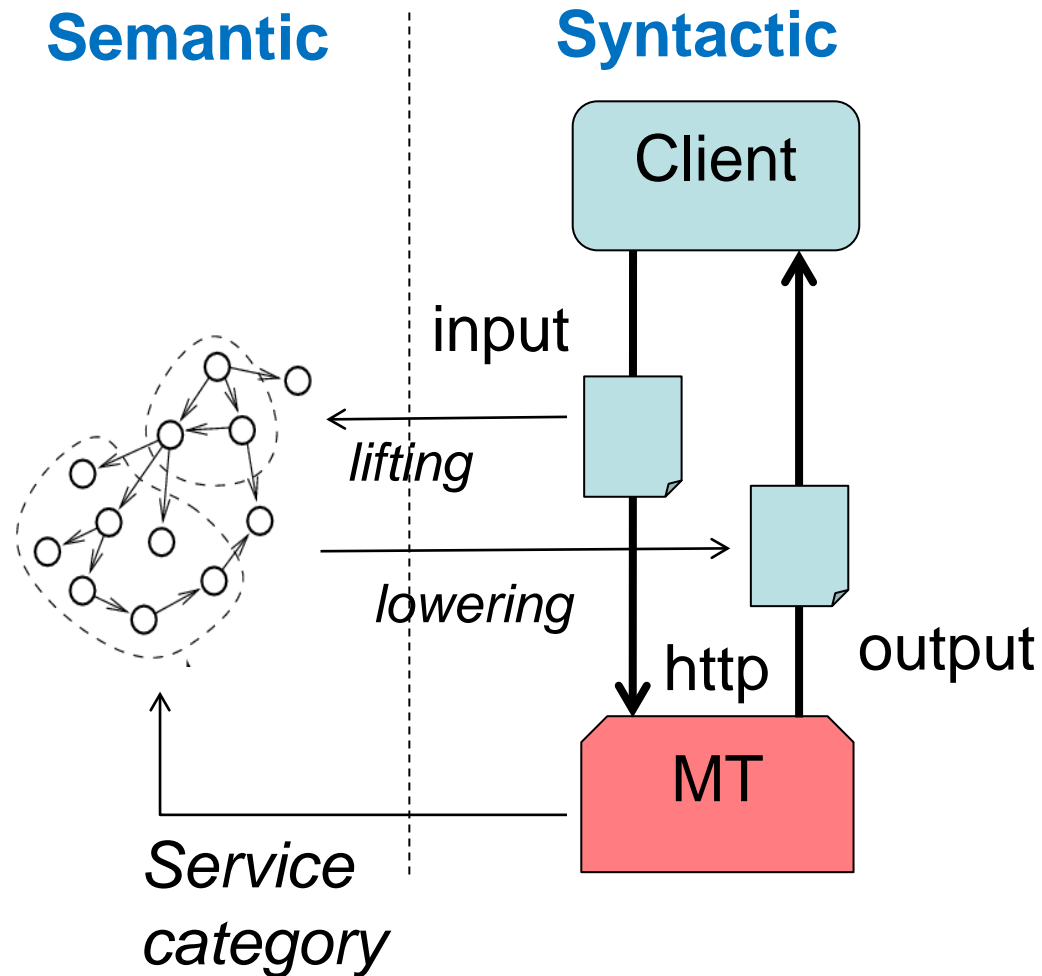 Semantic
Syntactic
Client
input
lifting
lowering
http
output
MT
Service
category